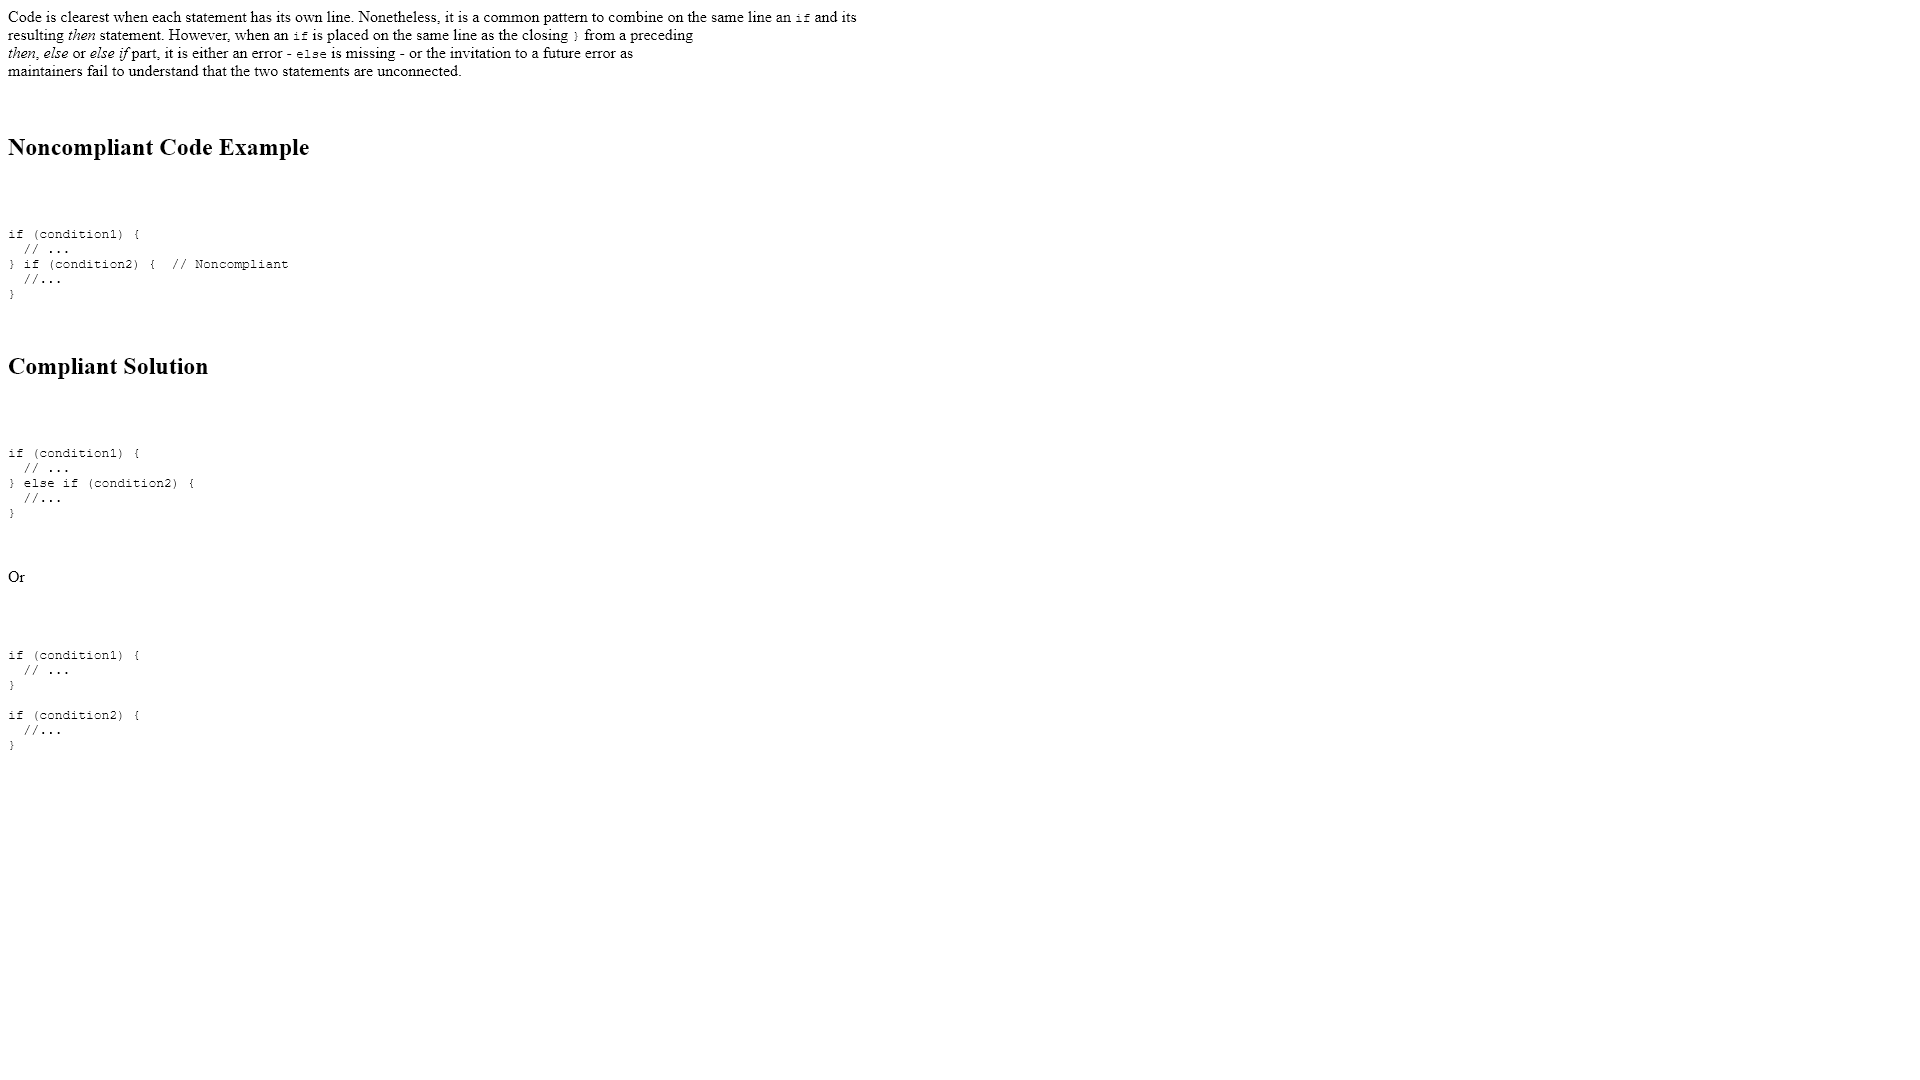 Code is clearest when each statement has its own line. Nonetheless, it is a common pattern to combine on the same line an if and its
resulting then statement. However, when an if is placed on the same line as the closing } from a preceding
then, else or else if part, it is either an error - else is missing - or the invitation to a future error as
maintainers fail to understand that the two statements are unconnected.
Noncompliant Code Example
if (condition1) {
  // ...
} if (condition2) {  // Noncompliant
  //...
}
Compliant Solution
if (condition1) {
  // ...
} else if (condition2) {
  //...
}
Or
if (condition1) {
  // ...
}
if (condition2) {
  //...
}